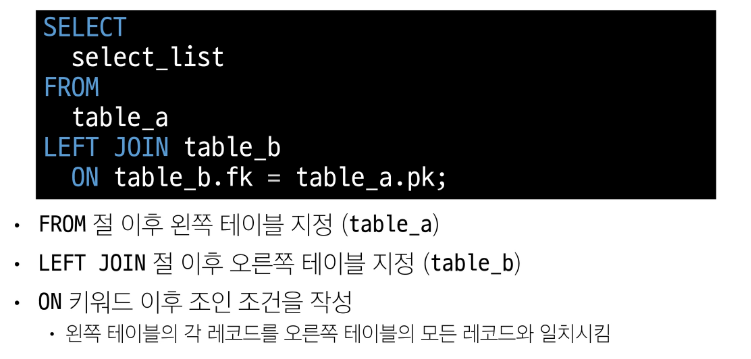 SELECT
select_list
FROM
table_a
LEFT JOIN table_b
ON table_b.fk = table_a.pk;
• FROM 절 이후 왼쪽 테이블 지정 (table_a)
• LEFT JOIN 절 이후 오른쪽 테이블 지정 (table_b)
• ON 키워드 이후 조인 조건을 작성
• 왼쪽 테이블의 각 레코드를 오른쪽 테이블의 모든 레코드와 일치시킴